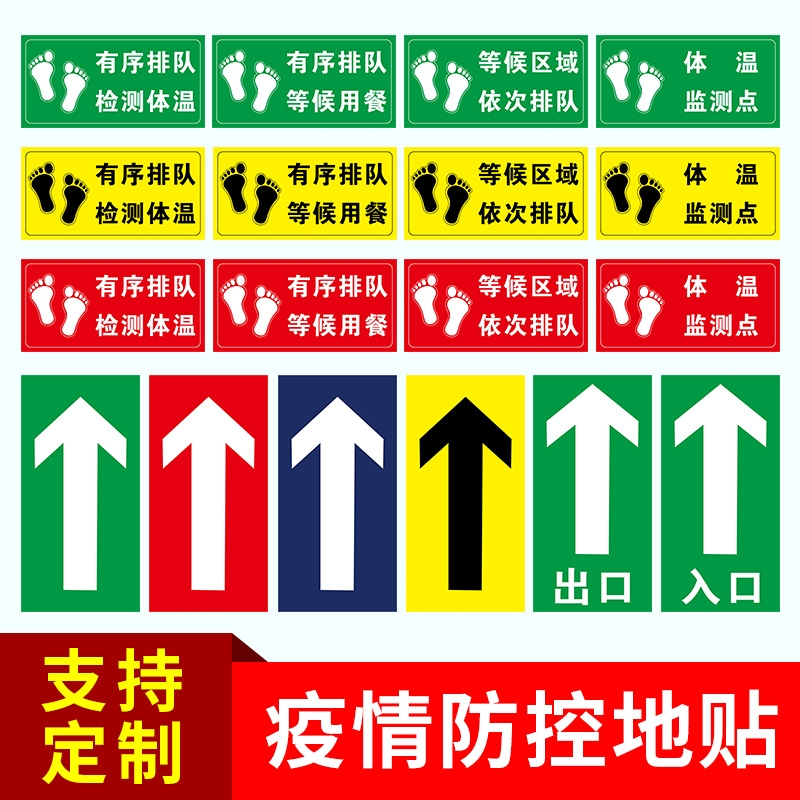 有序排队
检测体温
有序排队
等候用餐
等候区域
依次排队
体 温
监测点
有序排队
检测体温
有序排队
等候用餐
等候区域
依次排队
体 温
监测点
有序排队
检测体温
有序排队
等候用餐
等候区域
依次排队
体 温
监测点
出口
入口
支持
定制
疫情防控地贴